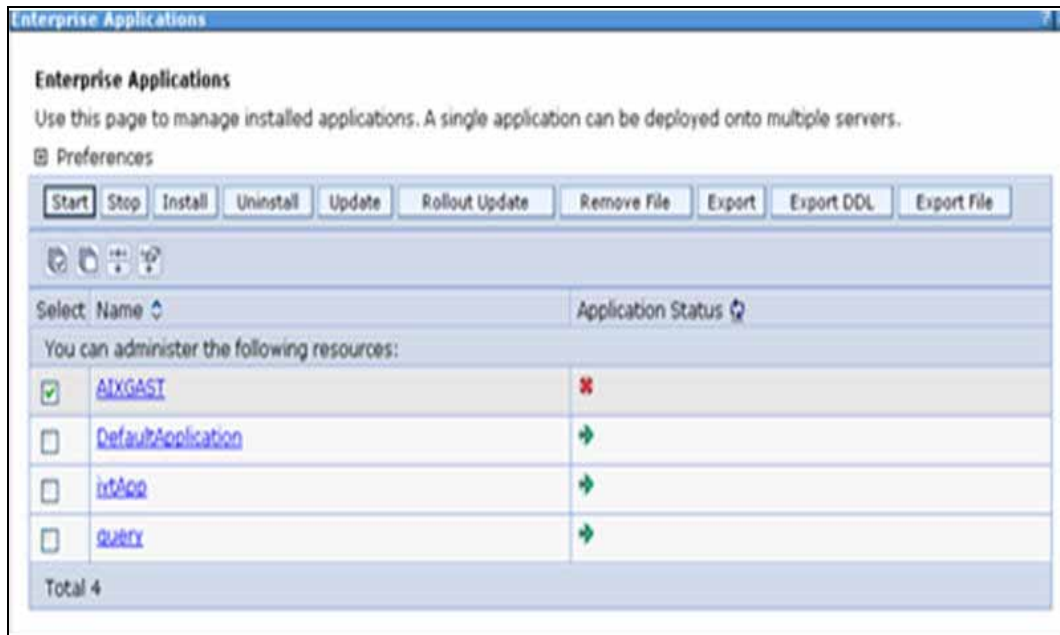 Enterprise Applications ?
Enterprise Applications
Use this page to manage installed applications. A single application can be deployed onto multiple servers.
Preferences
Start Stop Install Uninstall Update Rollout Update Remove File Export Export DDL Export File
Select Name Application Status
You can administer the following resources:
AIXGAST
DefaultApplication
ivtApp
query
Total 4